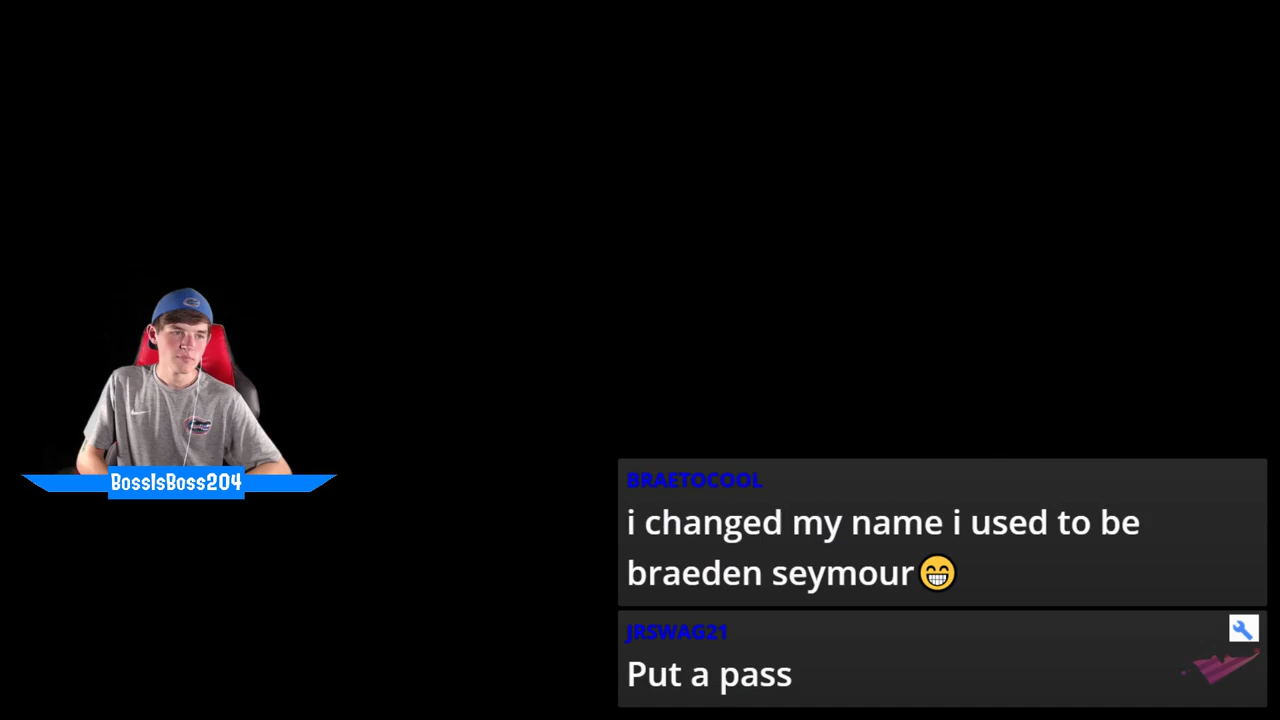 BossIsBoss204
BRAETOCOOL
i changed my name i used to be
braeden seymour😁
JRSWAG21
Put a pass